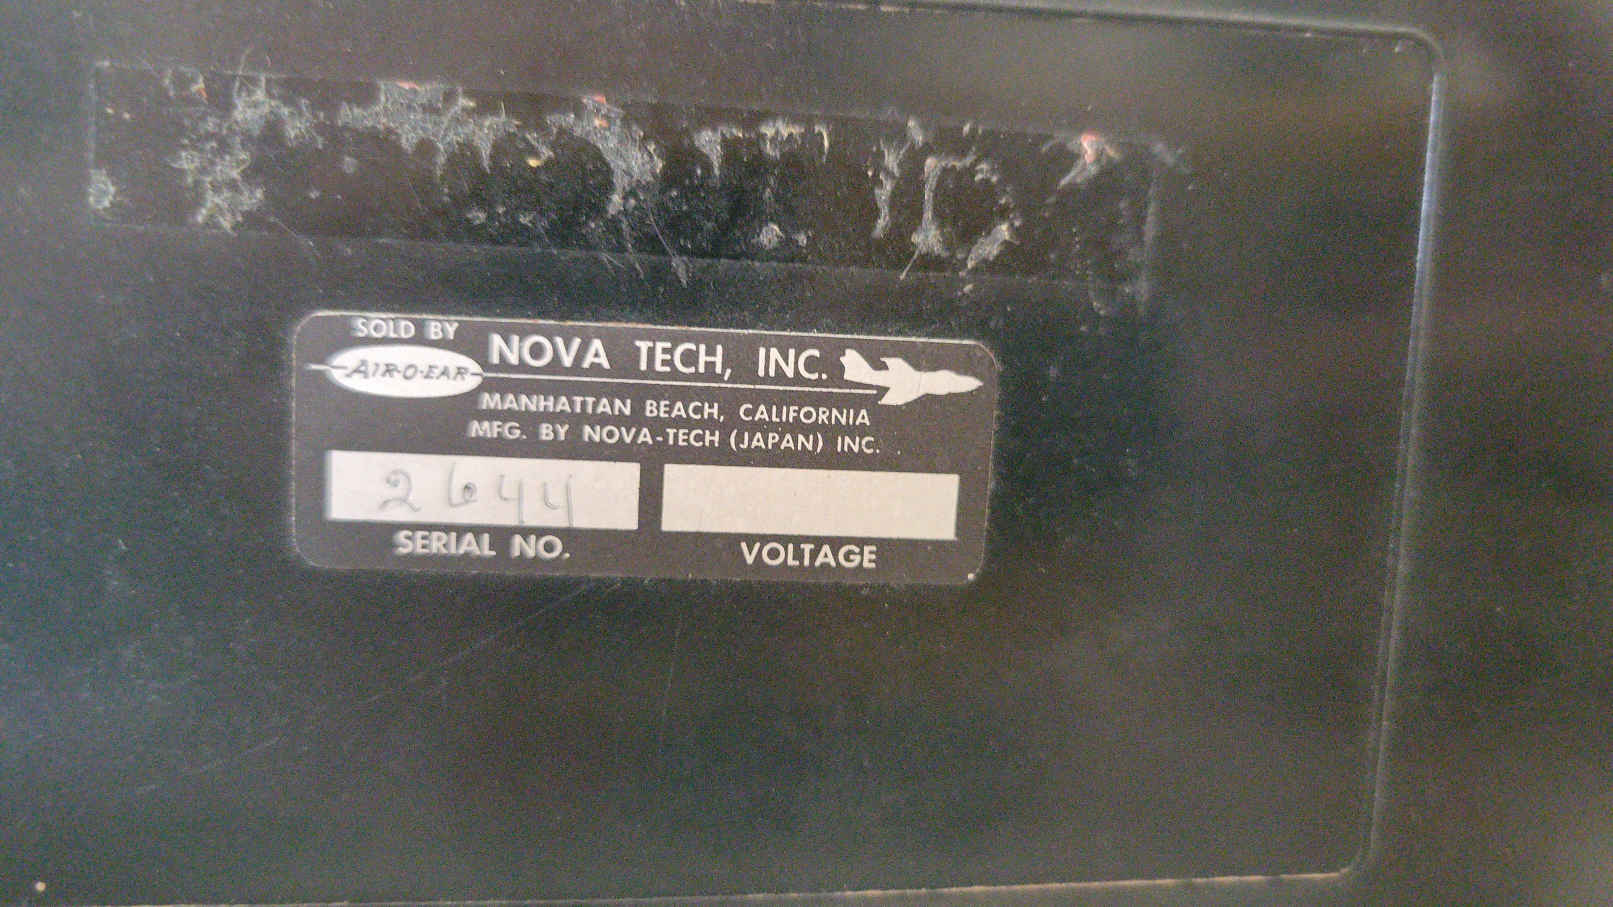 SOLD BY
AIR-O-EAR
NOVA TECH, INC.
MANHATTAN BEACH, CALIFORNIA
MFG. BY NOVA-TECH (JAPAN) INC.
2644
SERIAL NO.
VOLTAGE